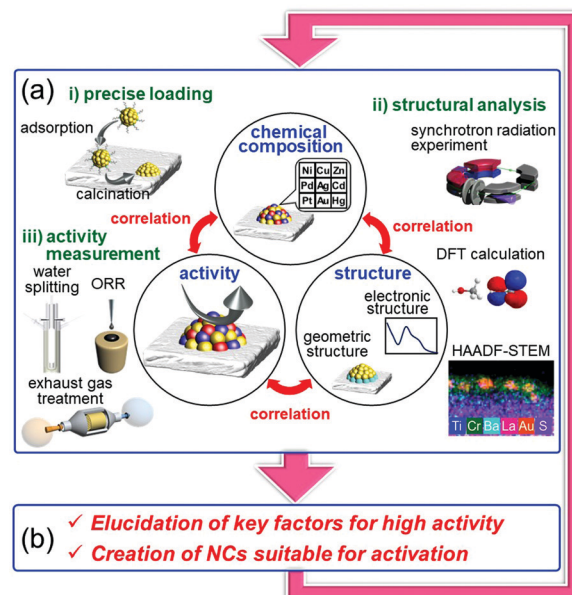 (a)
i) precise loading
adsorption
calcination
chemical
composition
Ni Cu Zn
Pd Ag Cd
Pt Au Hg
ii) structural analysis
synchrotron radiation
experiment
correlation
correlation
iii) activity
measurement
water
splitting
ORR
exhaust gas
treatment
activity
structure
electronic
structure
geometric
structure
correlation
DFT calculation
HAADF-STEM
Ti Cr Ba La Au S
(b)
✓ Elucidation of key factors for high activity
✓ Creation of NCs suitable for activation